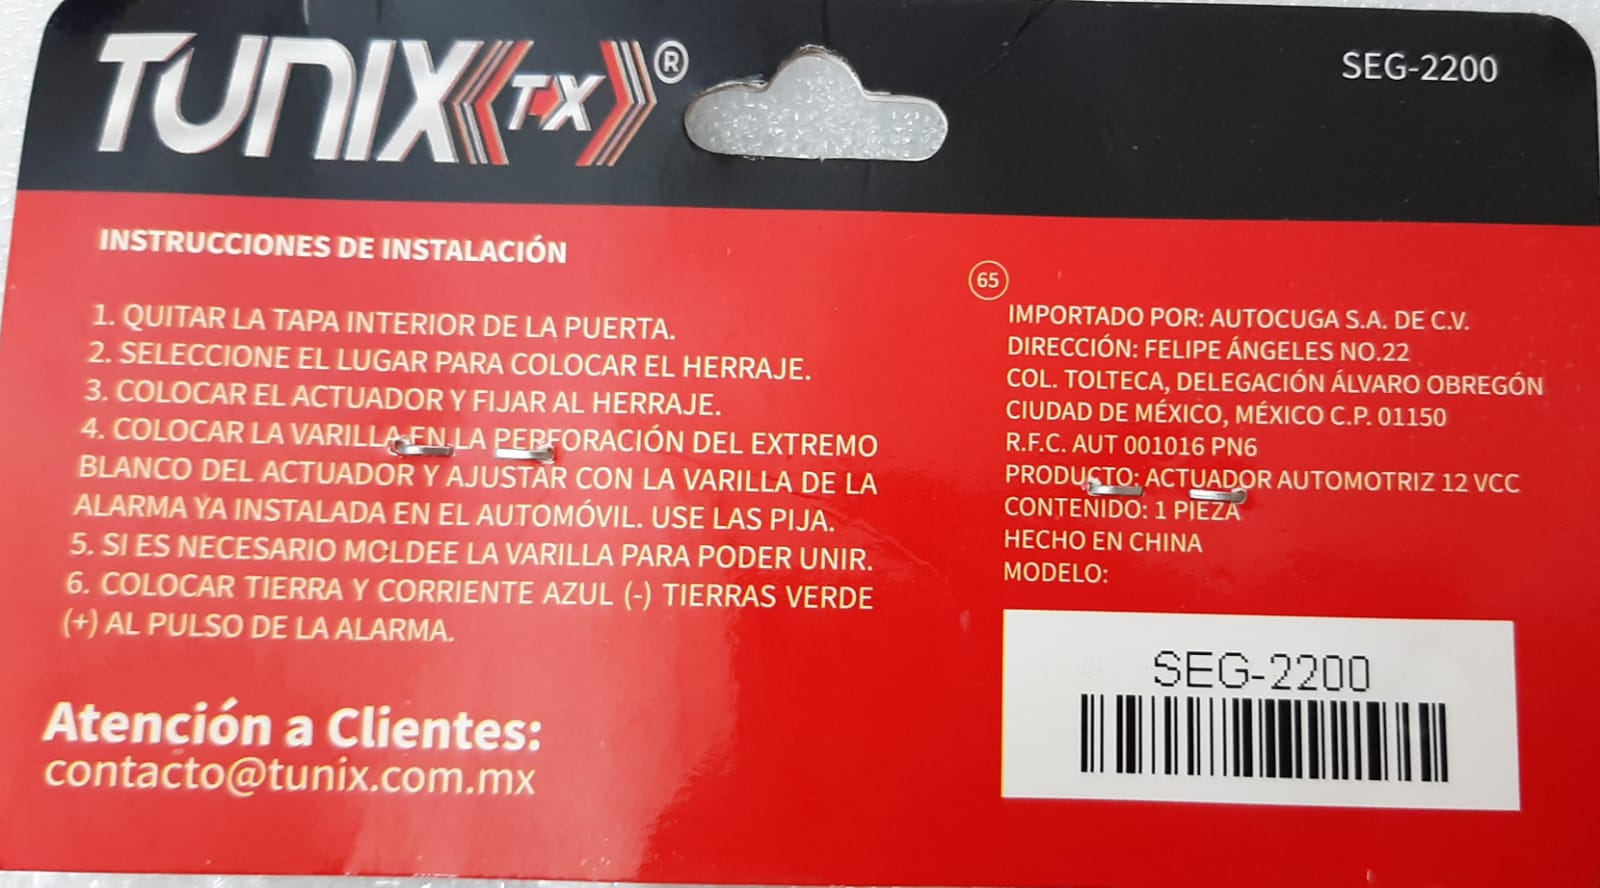 TUNIX TX ®
SEG-2200
INSTRUCCIONES DE INSTALACIÓN
1. QUITAR LA TAPA INTERIOR DE LA PUERTA.
2. SELECCIONE EL LUGAR PARA COLOCAR EL HERRAJE.
3. COLOCAR EL ACTUADOR Y FIJAR AL HERRAJE.
4. COLOCAR LA VARILLA EN LA PERFORACIÓN DEL EXTREMO
BLANCO DEL ACTUADOR Y AJUSTAR CON LA VARILLA DE LA
ALARMA YA INSTALADA EN EL AUTOMÓVIL. USE LAS PIJA.
5. SI ES NECESARIO MOLDEE LA VARILLA PARA PODER UNIR.
6. COLOCAR TIERRA Y CORRIENTE AZUL (-) TIERRAS VERDE
(+) AL PULSO DE LA ALARMA.
Atención a Clientes:
contacto@tunix.com.mx
65
IMPORTADO POR: AUTOCUGA S.A. DE C.V.
DIRECCIÓN: FELIPE ÁNGELES NO.22
COL. TOLTECA, DELEGACIÓN ÁLVARO OBREGÓN
CIUDAD DE MÉXICO, MÉXICO C.P. 01150
R.F.C. AUT 001016 PN6
PRODUCTO: ACTUADOR AUTOMOTRIZ 12 VCC
CONTENIDO: 1 PIEZA
HECHO EN CHINA
MODELO:
SEG-2200